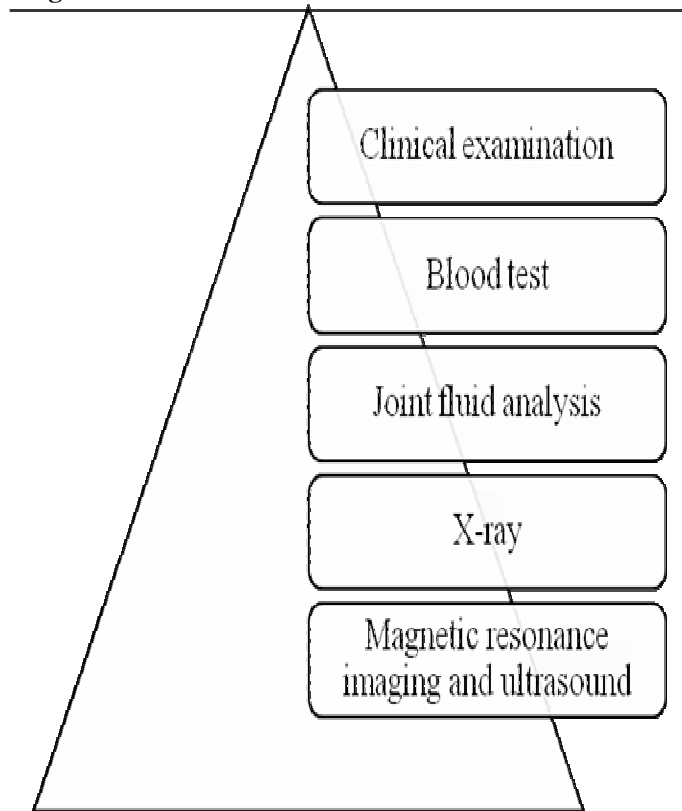 Clinical examination
Blood test
Joint fluid analysis
X-ray
Magnetic resonance
imaging and ultrasound